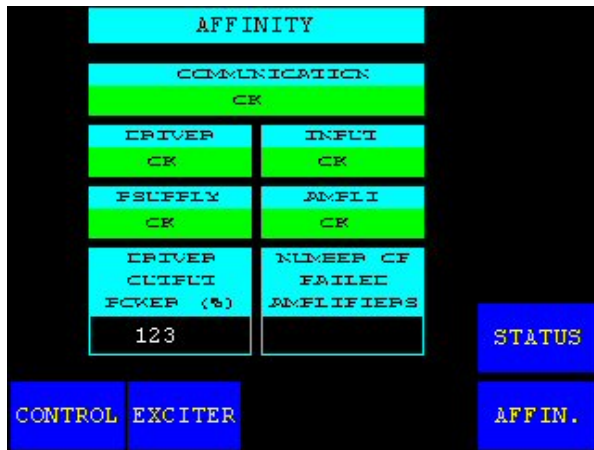 AFFINITY
COMMUNICATION
OK
DRIVER INPUT
OK OK
PSUPPLY AMPLI
OK OK
DRIVER
OUTPUT
POWER (%)
NUMBER OF
FAILED
AMPLIFIERS
123
STATUS
CONTROL EXCITER AFFIN.